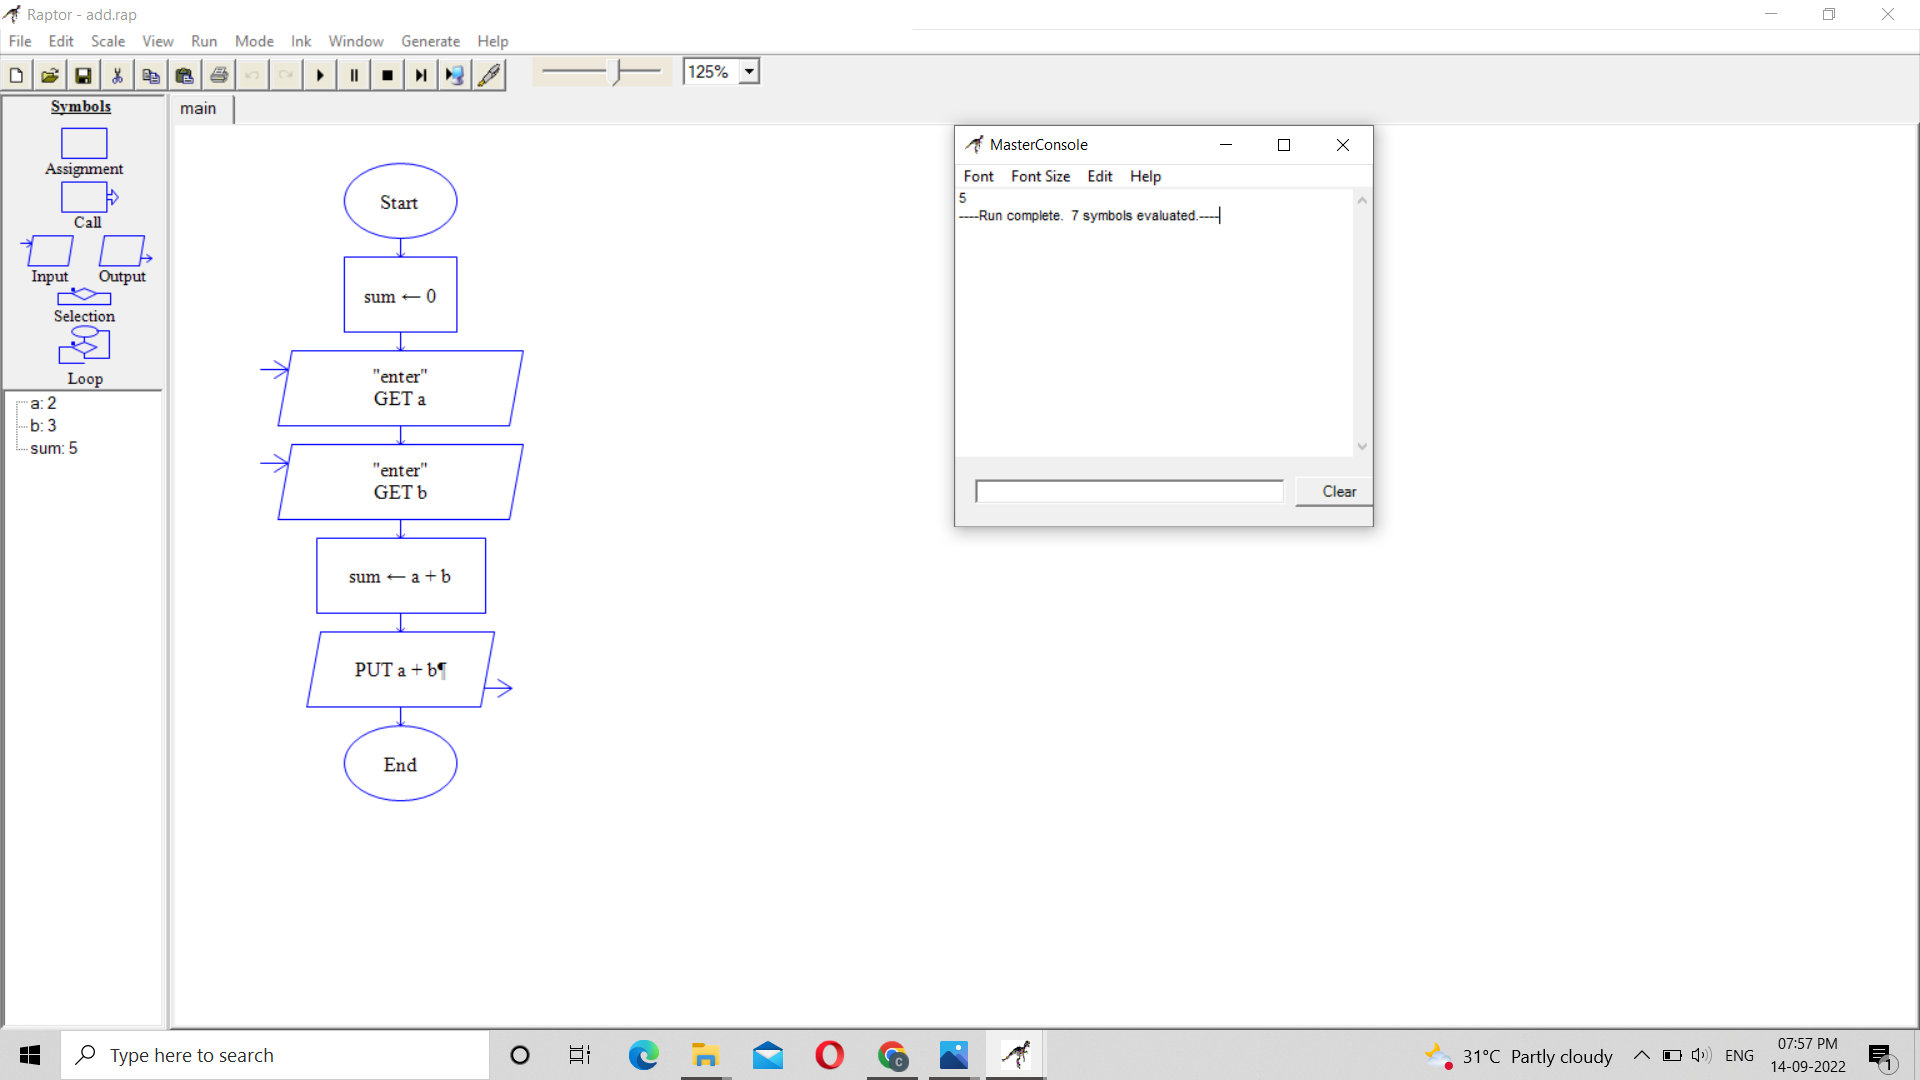 Raptor - add.rap
File Edit Scale View Run Mode Ink Window Generate Help
125%
Symbols
Assignment
Call
Input Output
Selection
Loop
a: 2
b: 3
sum: 5
main
Start
sum ← 0
"enter"
GET a
"enter"
GET b
sum ← a + b
PUT a + b¶
End
MasterConsole
Font Font Size Edit Help
5
----Run complete. 7 symbols evaluated.----
Clear
Type here to search
31°C Partly cloudy
ENG
07:57 PM
14-09-2022
1